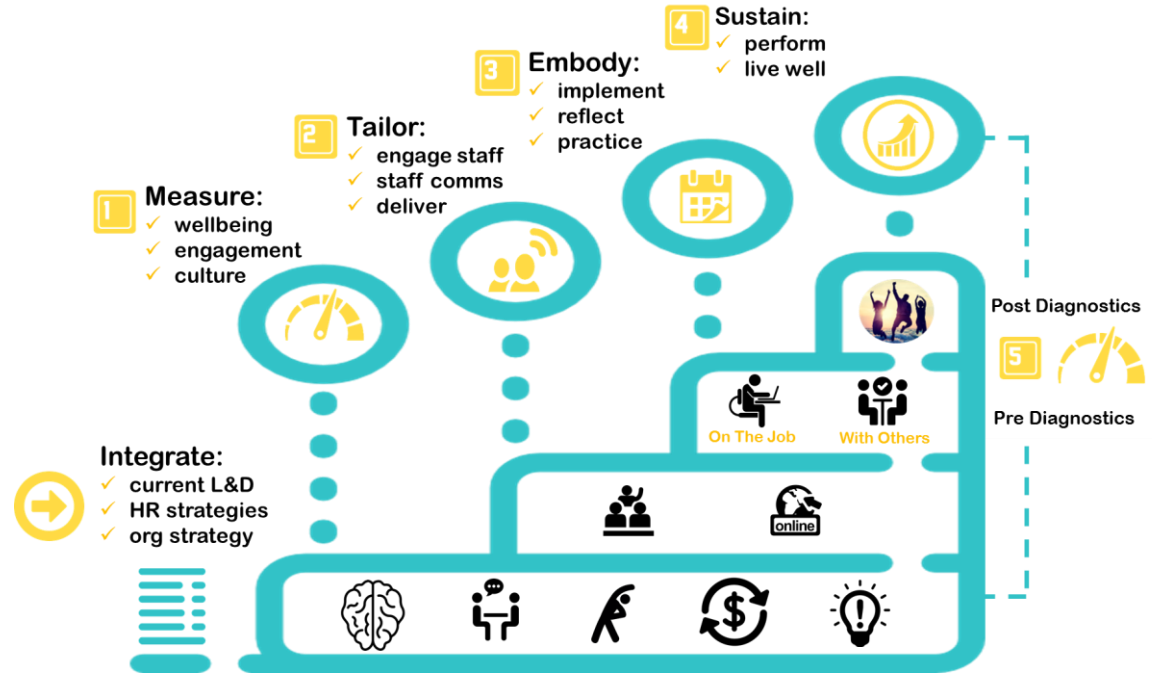 Integrate:
✓ current L&D
✓ HR strategies
✓ org strategy
1
Measure:
✓ wellbeing
✓ engagement
✓ culture
2
Tailor:
✓ engage staff
✓ staff comms
✓ deliver
3
Embody:
✓ implement
✓ reflect
✓ practice
4
Sustain:
✓ perform
✓ live well
Post Diagnostics
5
Pre Diagnostics
On The Job
With Others
online
$